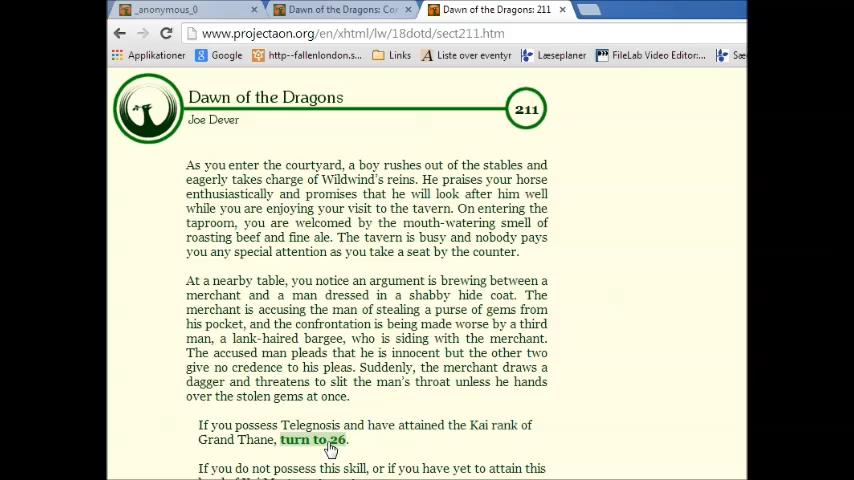 _anonymous_0
Dawn of the Dragons: Co
Dawn of the Dragons: 211
www.projectaon.org/en/xhtml/lw/18dotd/sect211.htm
Applikationer
Google
http--fallenlondon.s...
Links
Liste over eventyr
Læseplaner
FileLab Video Editor:...
Sæ
Dawn of the Dragons
Joe Dever
211
As you enter the courtyard, a boy rushes out of the stables and
eagerly takes charge of Wildwind's reins. He praises your horse
enthusiastically and promises that he will look after him well
while you are enjoying your visit to the tavern. On entering the
taproom, you are welcomed by the mouth-watering smell of
roasting beef and fine ale. The tavern is busy and nobody pays
you any special attention as you take a seat by the counter.
At a nearby table, you notice an argument is brewing between a
merchant and a man dressed in a shabby hide coat. The
merchant is accusing the man of stealing a purse of gems from
his pocket, and the confrontation is being made worse by a third
man, a lank-haired bargee, who is siding with the merchant.
The accused man pleads that he is innocent but the other two
give no credence to his pleas. Suddenly, the merchant draws a
dagger and threatens to slit the man's throat unless he hands
over the stolen gems at once.
If you possess Telegnosis and have attained the Kai rank of
Grand Thane, turn to 26.
If you do not possess this skill, or if you have yet to attain this